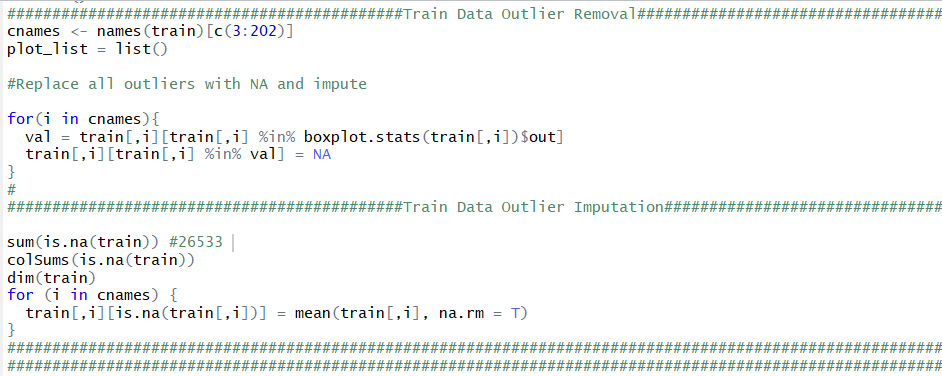 ############################################Train Data Outlier Removal##################################
cnames <- names(train)[c(3:202)]
plot_list = list()
#Replace all outliers with NA and impute
for(i in cnames){
  val = train[,i][train[,i] %in% boxplot.stats(train[,i])$out]
  train[,i][train[,i] %in% val] = NA
}
#
############################################Train Data Outlier Imputation###############################
sum(is.na(train)) #26533
colSums(is.na(train))
dim(train)
for (i in cnames) {
  train[,i][is.na(train[,i])] = mean(train[,i], na.rm = T)
}
########################################################################################################
########################################################################################################